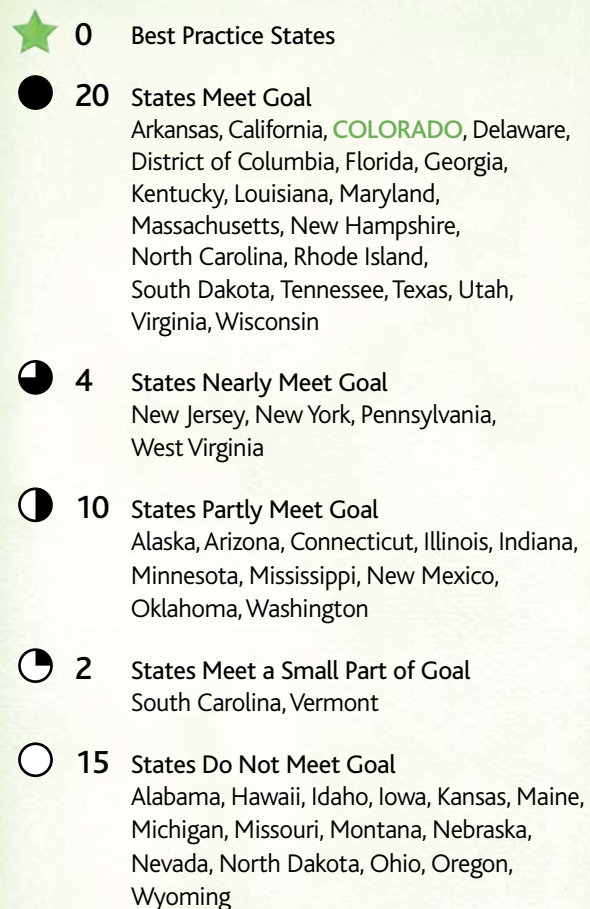 0 Best Practice States
20 States Meet Goal
Arkansas, California, COLORADO, Delaware,
District of Columbia, Florida, Georgia,
Kentucky, Louisiana, Maryland,
Massachusetts, New Hampshire,
North Carolina, Rhode Island,
South Dakota, Tennessee, Texas, Utah,
Virginia, Wisconsin
4 States Nearly Meet Goal
New Jersey, New York, Pennsylvania,
West Virginia
10 States Partly Meet Goal
Alaska, Arizona, Connecticut, Illinois, Indiana,
Minnesota, Mississippi, New Mexico,
Oklahoma, Washington
2 States Meet a Small Part of Goal
South Carolina, Vermont
15 States Do Not Meet Goal
Alabama, Hawaii, Idaho, Iowa, Kansas, Maine,
Michigan, Missouri, Montana, Nebraska,
Nevada, North Dakota, Ohio, Oregon,
Wyoming